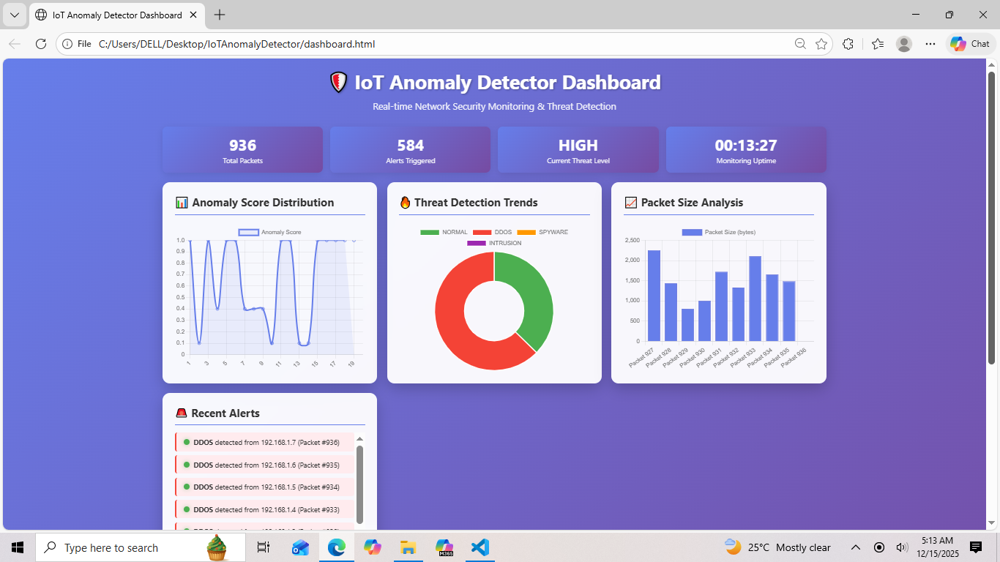 IoT Anomaly Detector Dashboard
File C:/Users/DELL/Desktop/IoTAnomalyDetector/dashboard.html
Chat
IoT Anomaly Detector Dashboard
Real-time Network Security Monitoring & Threat Detection
936
Total Packets
584
Alerts Triggered
HIGH
Current Threat Level
00:13:27
Monitoring Uptime
Anomaly Score Distribution
Anomaly Score
1.0
0.9
0.8
0.7
0.6
0.5
0.4
0.3
0.2
0.1
0
1 3 5 7 9 11 13 15 17 19
Threat Detection Trends
NORMAL DDOS SPYWARE
INTRUSION
Packet Size Analysis
Packet Size (bytes)
2,500
2,000
1,500
1,000
500
0
Packet 927 Packet 928 Packet 929 Packet 930 Packet 931 Packet 932 Packet 933 Packet 934 Packet 935 Packet 936
Recent Alerts
DDOS detected from 192.168.1.7 (Packet #936)
DDOS detected from 192.168.1.6 (Packet #935)
DDOS detected from 192.168.1.5 (Packet #934)
DDOS detected from 192.168.1.4 (Packet #933)
Type here to search
M365
25°C Mostly clear
5:13 AM
12/15/2025